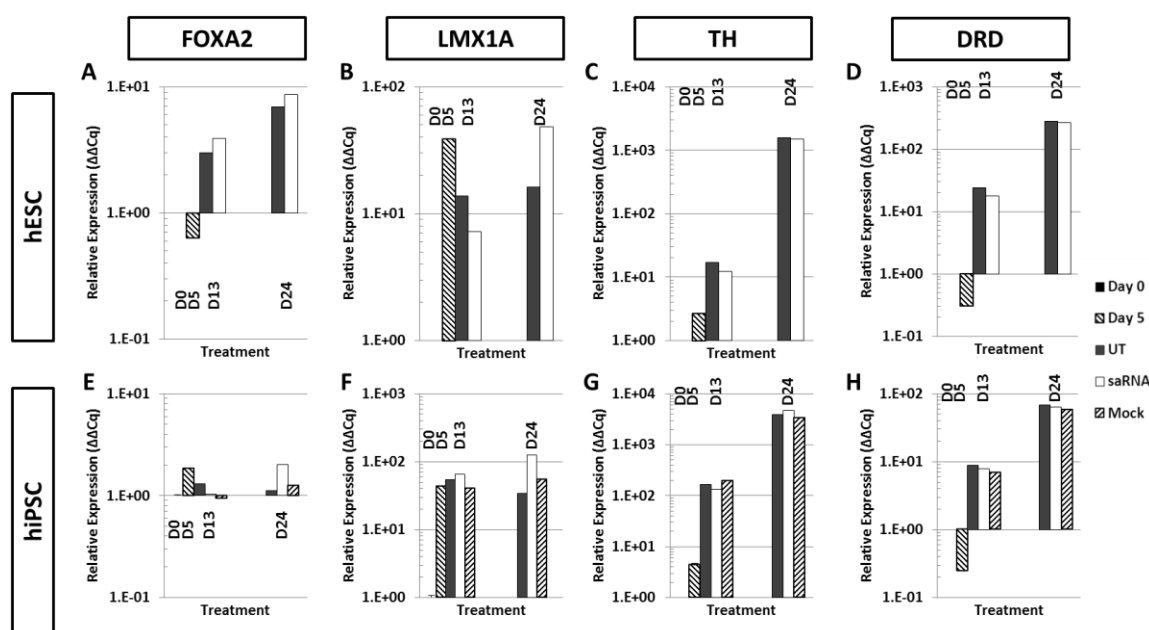 FOXA2
LMX1A
TH
DRD
hESC
A
Relative Expression (ΔΔCq)
1.E+01
1.E+00
1.E-01
D0
D5
D13
D24
Treatment
B
Relative Expression (ΔΔCq)
1.E+02
1.E+01
1.E+00
D0
D5
D13
D24
Treatment
C
Relative Expression (ΔΔCq)
1.E+04
1.E+03
1.E+02
1.E+01
1.E+00
D0
D5
D13
D24
Treatment
D
Relative Expression (ΔΔCq)
1.E+03
1.E+02
1.E+01
1.E+00
1.E-01
D0
D5
D13
D24
Treatment
Day 0
Day 5
UT
saRNA
Mock
hiPSC
E
Relative Expression (ΔΔCq)
1.E+01
1.E+00
1.E-01
D0
D5
D13
D24
Treatment
F
Relative Expression (ΔΔCq)
1.E+03
1.E+02
1.E+01
1.E+00
D0
D5
D13
D24
Treatment
G
Relative Expression (ΔΔCq)
1.E+04
1.E+03
1.E+02
1.E+01
1.E+00
D0
D5
D13
D24
Treatment
H
Relative Expression (ΔΔCq)
1.E+02
1.E+01
1.E+00
1.E-01
D0
D5
D13
D24
Treatment